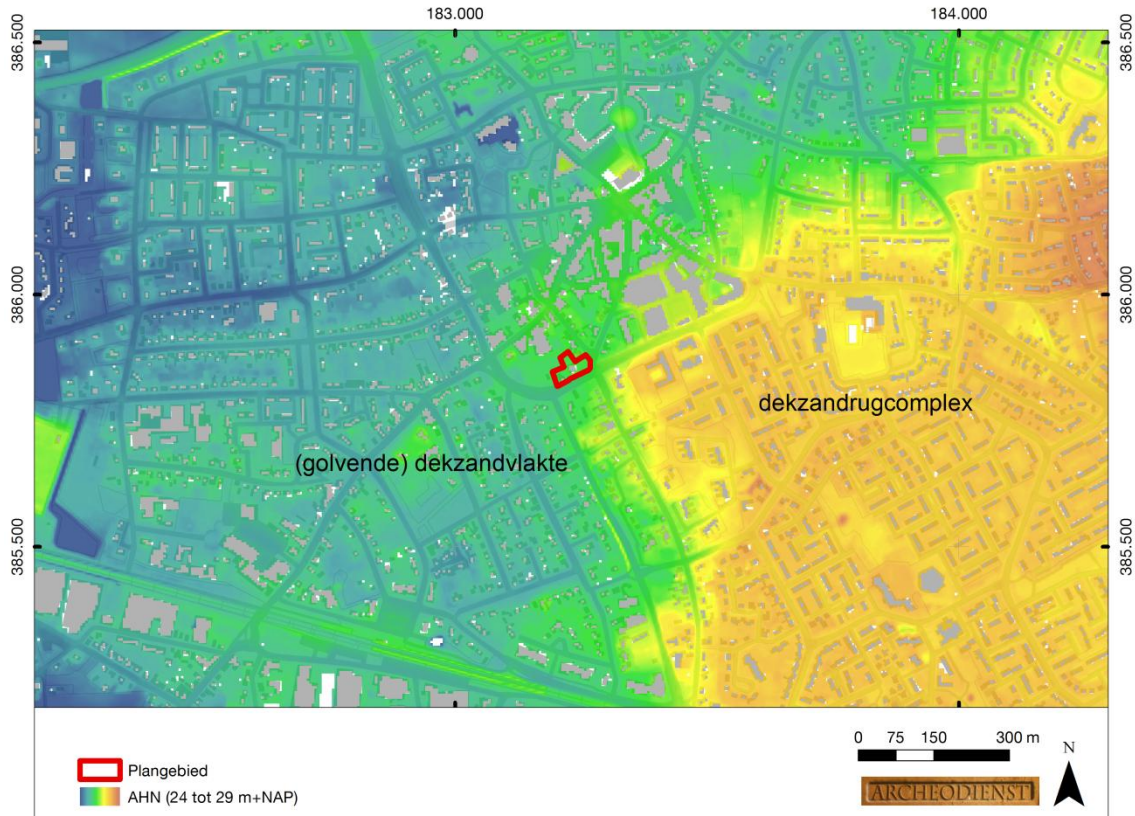 183.000
184.000
386.500
386.500
386.000
386.000
dekzandrugcomplex
(golvende) dekzandvlakte
385.500
385.500
0 75 150 300 m
N
Plangebied
AHN (24 tot 29 m+NAP)
ARCHEODIENST